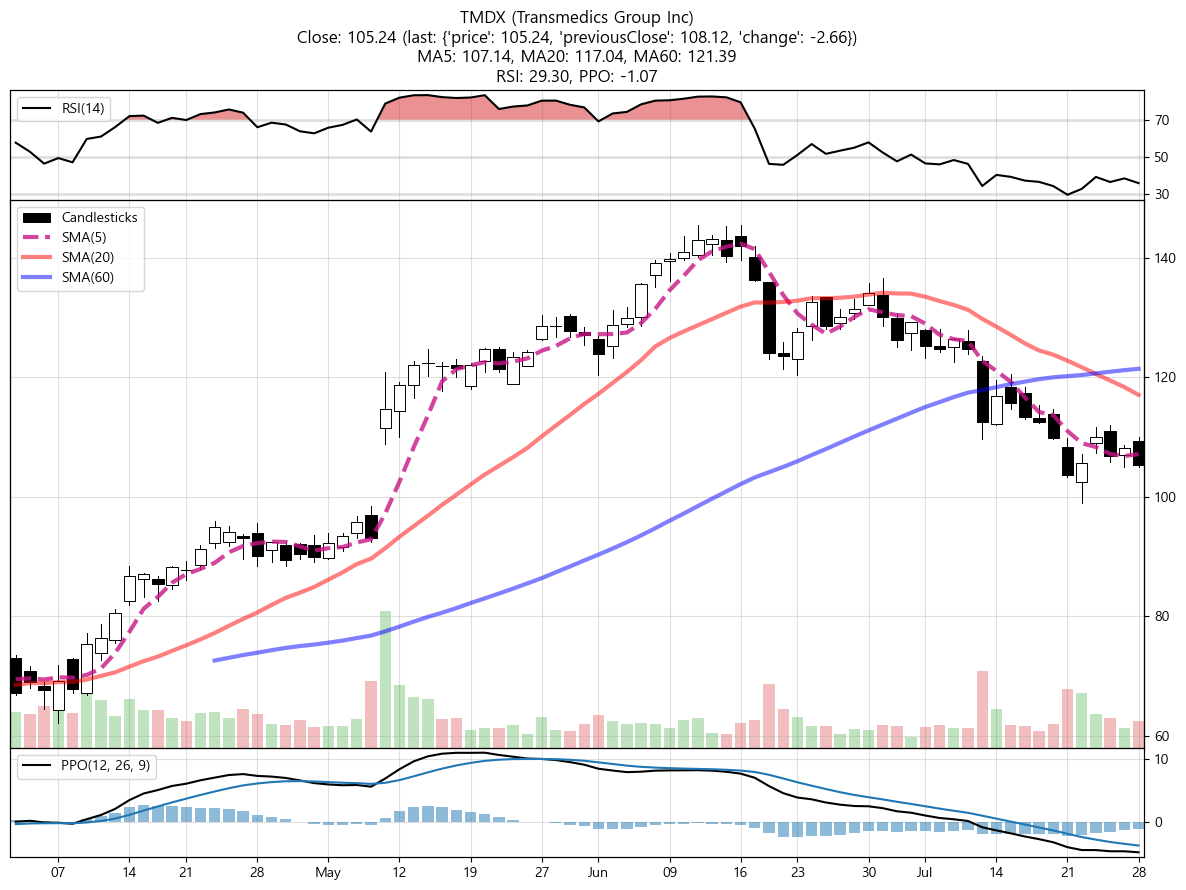 TMDX (Transmedics Group Inc)
Close: 105.24 (last: {'price': 105.24, 'previousClose': 108.12, 'change': -2.66})
MA5: 107.14, MA20: 117.04, MA60: 121.39
RSI: 29.30, PPO: -1.07
RSI(14)
70
50
30
Candlesticks
SMA(5)
SMA(20)
SMA(60)
140
120
100
80
60
PPO(12, 26, 9)
10
0
07 14 21 28 May 12 19 27 Jun 09 16 23 30 Jul 14 21 28